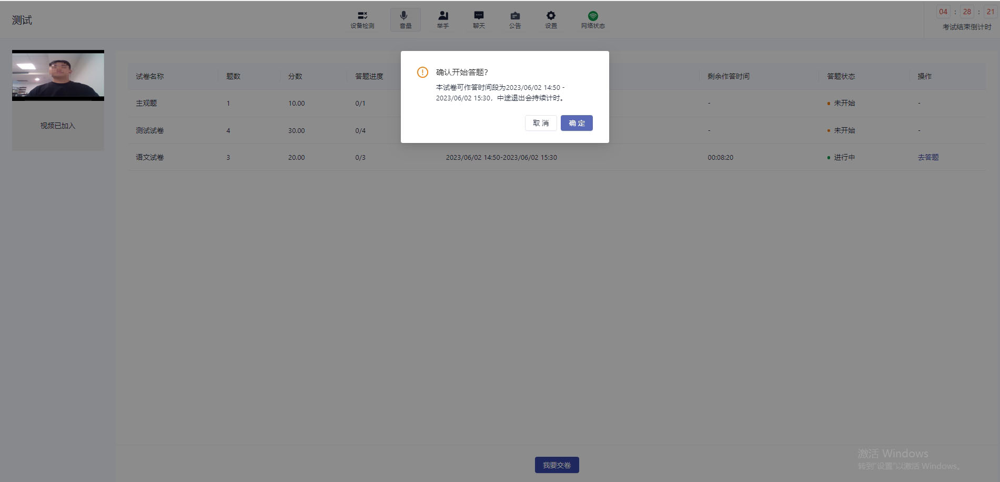 测试
设备检测
音量
举手
聊天
公告
设置
网络状态
04 : 28 : 21
考试结束倒计时
视频已加入
试卷名称 题数 分数 答题进度 剩余作答时间 答题状态 操作
主观题 1 10.00 0/1 - 未开始 -
测试试卷 4 30.00 0/4 - 未开始 -
语文试卷 3 20.00 0/3 2023/06/02 14:50-2023/06/02 15:30 00:08:20 进行中 去答题
确认开始答题?
本试卷可作答时间段为2023/06/02 14:50 -
2023/06/02 15:30，中途退出会持续计时。
取 消
确 定
我要交卷
激活 Windows
转到"设置"以激活 Windows。